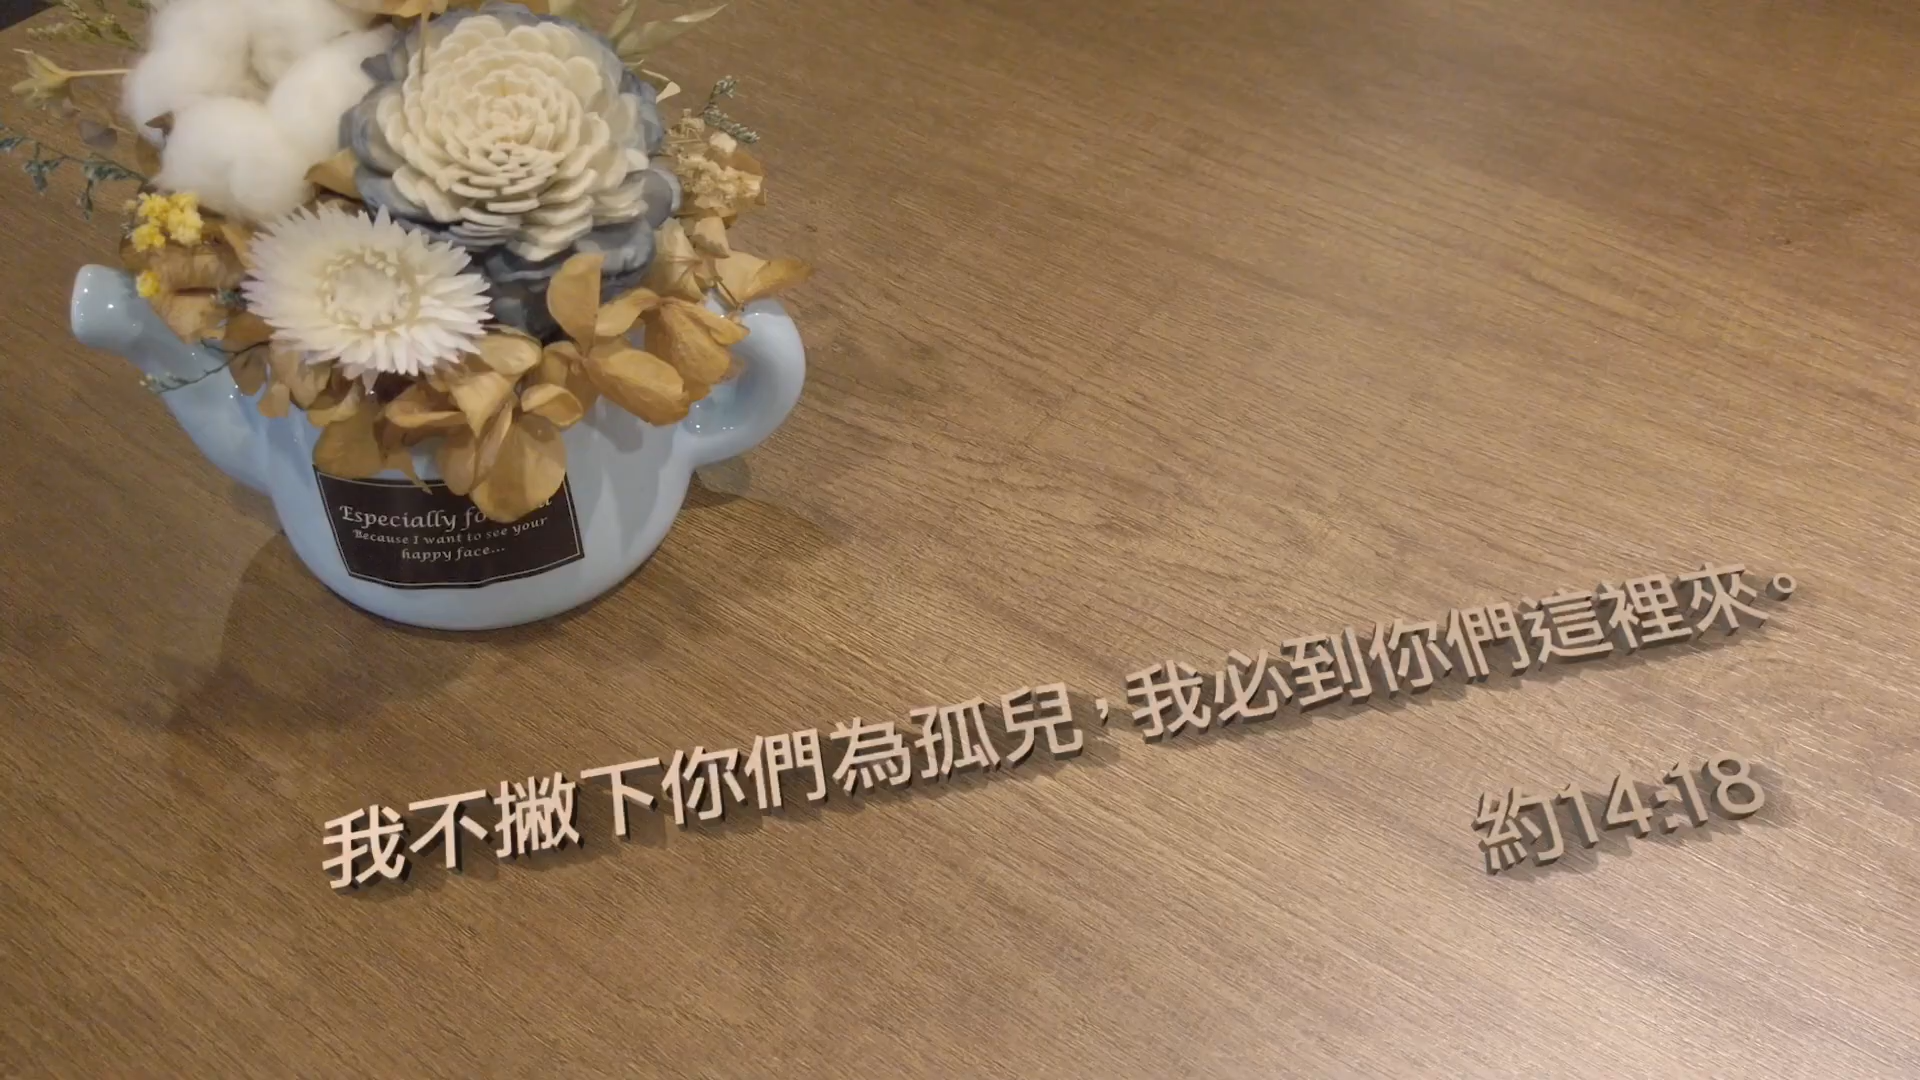 Especially
Because I want to see your
happy face...
我不撇下你們為孤兒，我必到你們這裡來。
約14:18